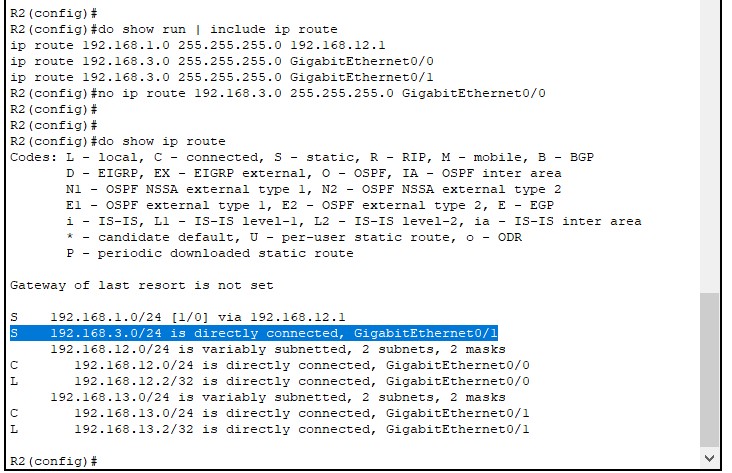 R2(config)#
R2(config)#do show run | include ip route
ip route 192.168.1.0 255.255.255.0 192.168.12.1
ip route 192.168.3.0 255.255.255.0 GigabitEthernet0/0
ip route 192.168.3.0 255.255.255.0 GigabitEthernet0/1
R2(config)#no ip route 192.168.3.0 255.255.255.0 GigabitEthernet0/0
R2(config)#
R2(config)#
R2(config)#do show ip route
Codes: L - local, C - connected, S - static, R - RIP, M - mobile, B - BGP
       D - EIGRP, EX - EIGRP external, O - OSPF, IA - OSPF inter area
       N1 - OSPF NSSA external type 1, N2 - OSPF NSSA external type 2
       E1 - OSPF external type 1, E2 - OSPF external type 2, E - EGP
       i - IS-IS, L1 - IS-IS level-1, L2 - IS-IS level-2, ia - IS-IS inter area
       * - candidate default, U - per-user static route, o - ODR
       P - periodic downloaded static route
Gateway of last resort is not set
S    192.168.1.0/24 [1/0] via 192.168.12.1
S    192.168.3.0/24 is directly connected, GigabitEthernet0/1
     192.168.12.0/24 is variably subnetted, 2 subnets, 2 masks
C       192.168.12.0/24 is directly connected, GigabitEthernet0/0
L       192.168.12.2/32 is directly connected, GigabitEthernet0/0
     192.168.13.0/24 is variably subnetted, 2 subnets, 2 masks
C       192.168.13.0/24 is directly connected, GigabitEthernet0/1
L       192.168.13.2/32 is directly connected, GigabitEthernet0/1
R2(config)#